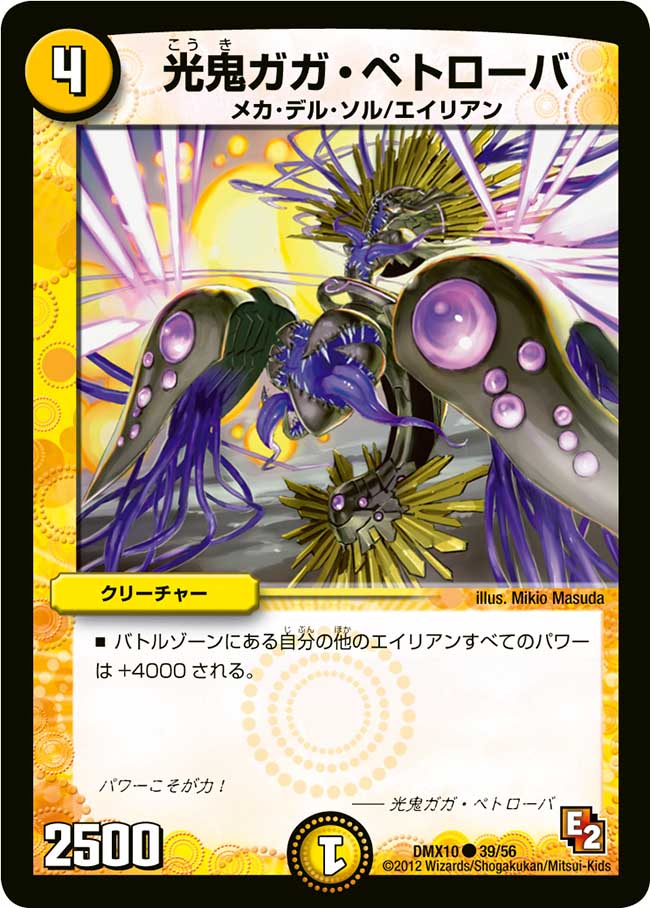 4
こうき
光鬼ガガ・ペトローバ
メカ・デル・ソル/エイリアン
クリーチャー
illus. Mikio Masuda
じぶん ほか
■ バトルゾーンにある自分の他のエイリアンすべてのパワー
は +4000 される。
パワーこそが力！
—— 光鬼ガガ・ペトローバ
2500
1
E2
DMX10 ● 39/56
©2012 Wizards/Shogakukan/Mitsui-Kids